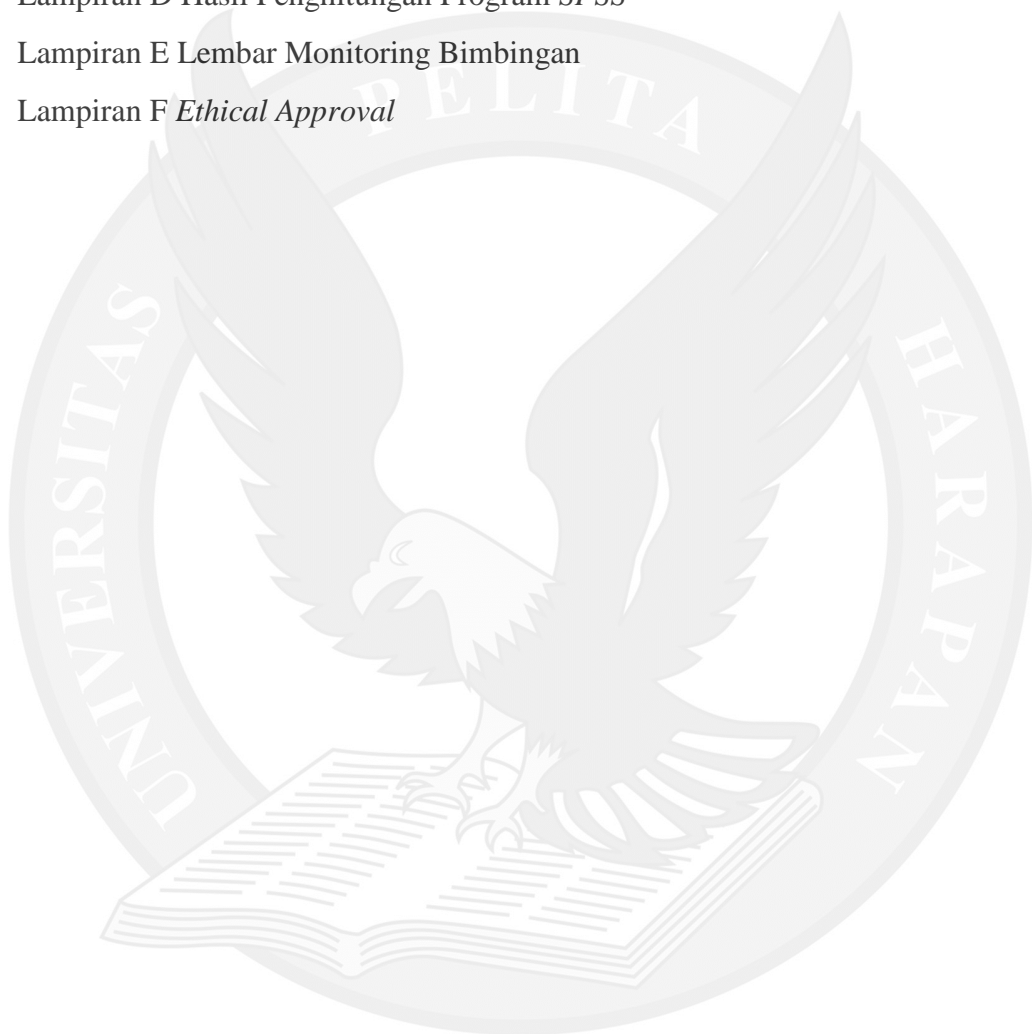 Lampiran D Hasil Penghitungan Program SPSS
Lampiran E Lembar Monitoring Bimbingan
Lampiran F Ethical Approval
UNIVERSITAS PELITA HARAPAN